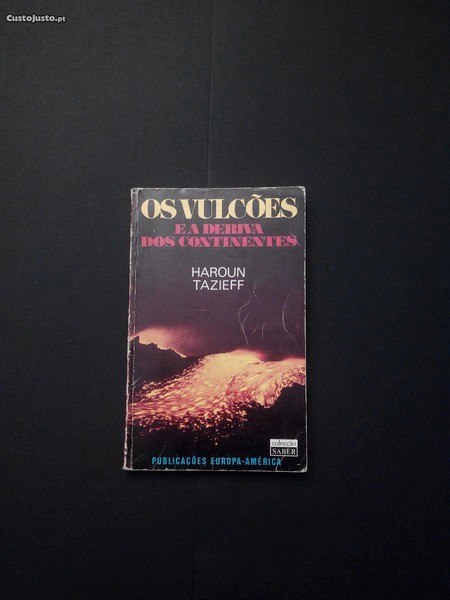 CustoJusto.pt
OS VULCÕES
E A DERIVA
DOS CONTINENTES
HAROUN
TAZIEFF
colecção
SABER
PUBLICAÇÕES EUROPA-AMÉRICA